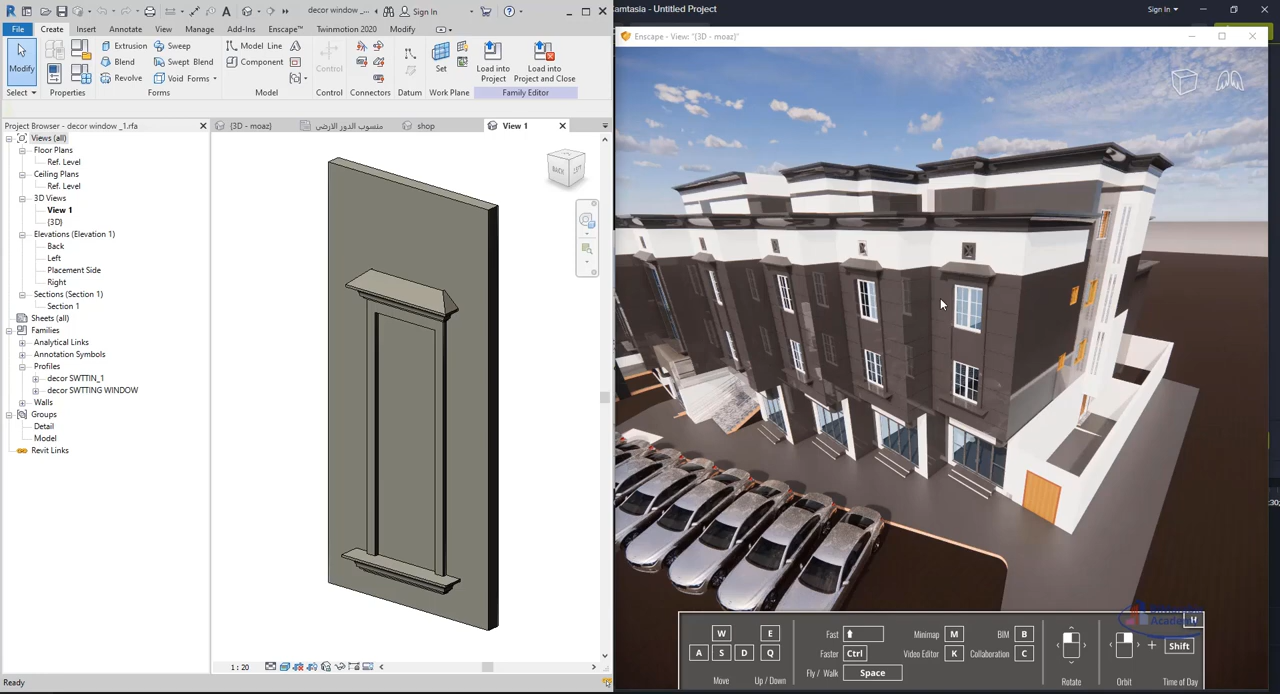 decor window _...
Sign In
amtasia - Untitled Project
Sign In
File Create Insert Annotate View Manage Add-Ins Enscape™ Twinmotion 2020 Modify
Enscape - View: "{3D - moaz}"
Modify
Extrusion Sweep
Blend Swept Blend
Revolve Void Forms
Model Line
Component
Control
Set
Load into Project
Load into Project and Close
Select Properties Forms Model Control Connectors Datum Work Plane Family Editor
Project Browser - decor window _1.rfa
{3D - moaz}
منسوب الدور الارضي
shop
View 1
Views (all)
Floor Plans
Ref. Level
Ceiling Plans
Ref. Level
3D Views
View 1
{3D}
Elevations (Elevation 1)
Back
Left
Placement Side
Right
Sections (Section 1)
Section 1
Sheets (all)
Families
Analytical Links
Annotation Symbols
Profiles
decor SWTTIN_1
decor SWTTING WINDOW
Walls
Groups
Detail
Model
Revit Links
BACK LEFT
1 : 20
Ready
W E
A S D Q
Move Up / Down
Fast
Faster Ctrl
Fly / Walk Space
Minimap M
Video Editor K
BIM B
Collaboration C
Rotate
Orbit
H
Shift
Time of Day